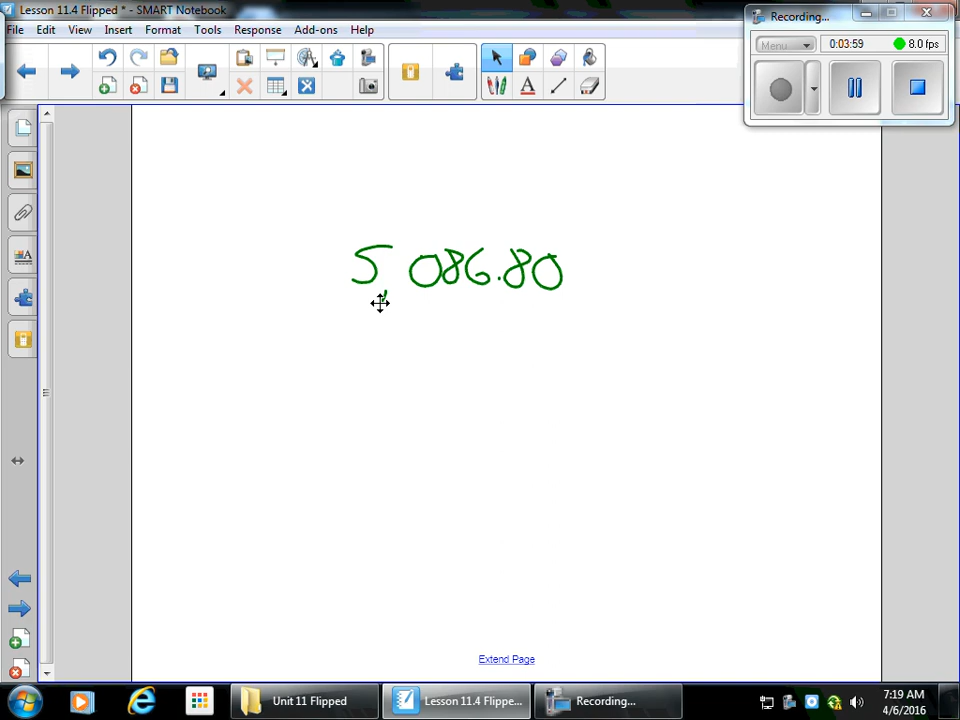 Lesson 11.4 Flipped * - SMART Notebook
Recording...
File Edit View Insert Format Tools Response Add-ons Help
Menu 0:03:59 8.0 fps
5,086.80
Extend Page
Unit 11 Flipped
Lesson 11.4 Flippe...
Recording...
7:19 AM
4/6/2016